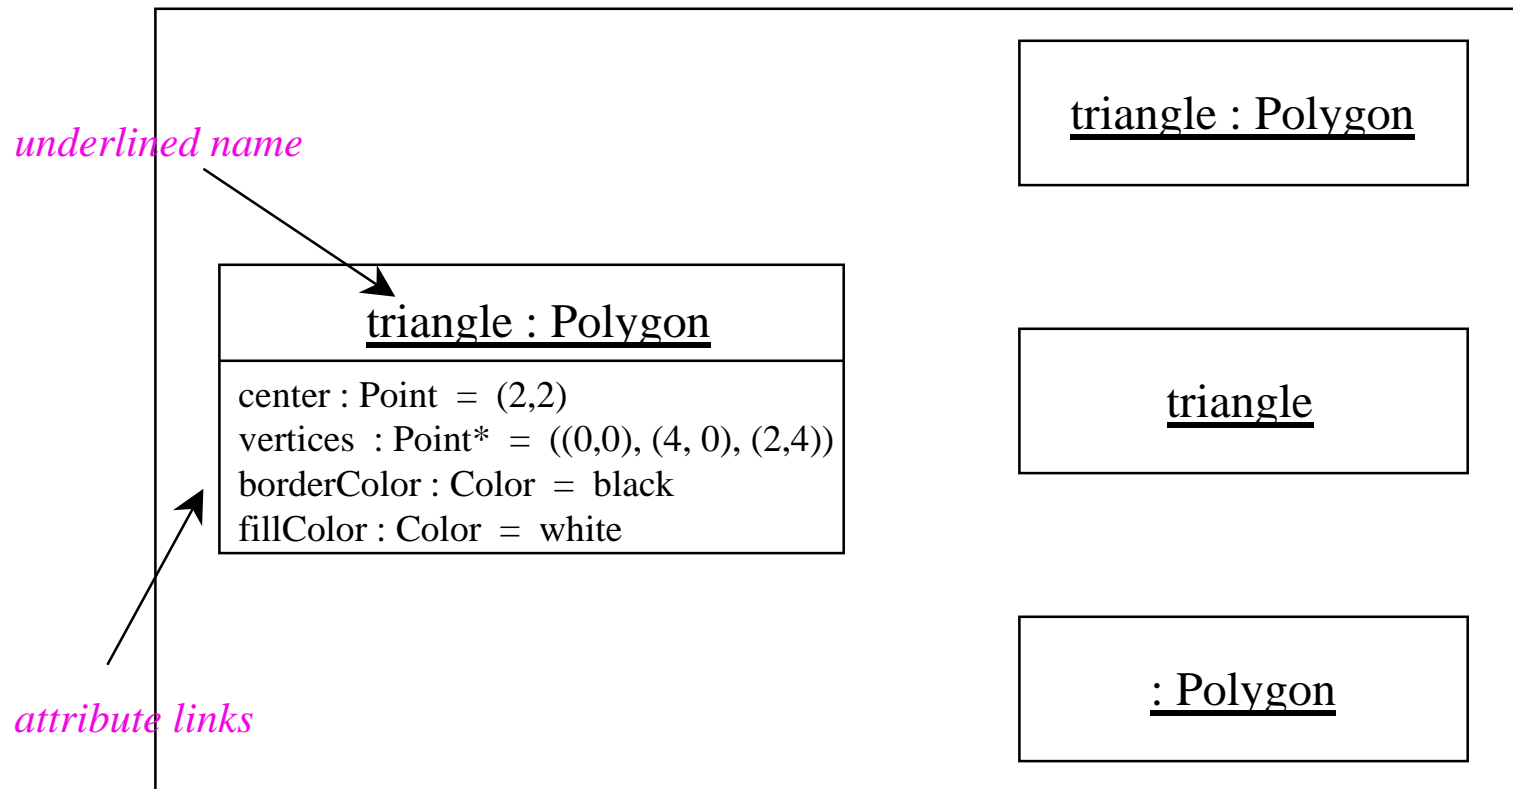 underlined name
triangle : Polygon
center : Point = (2,2)
vertices : Point* = ((0,0), (4, 0), (2,4))
borderColor : Color = black
fillColor : Color = white
attribute links
triangle : Polygon
triangle
: Polygon